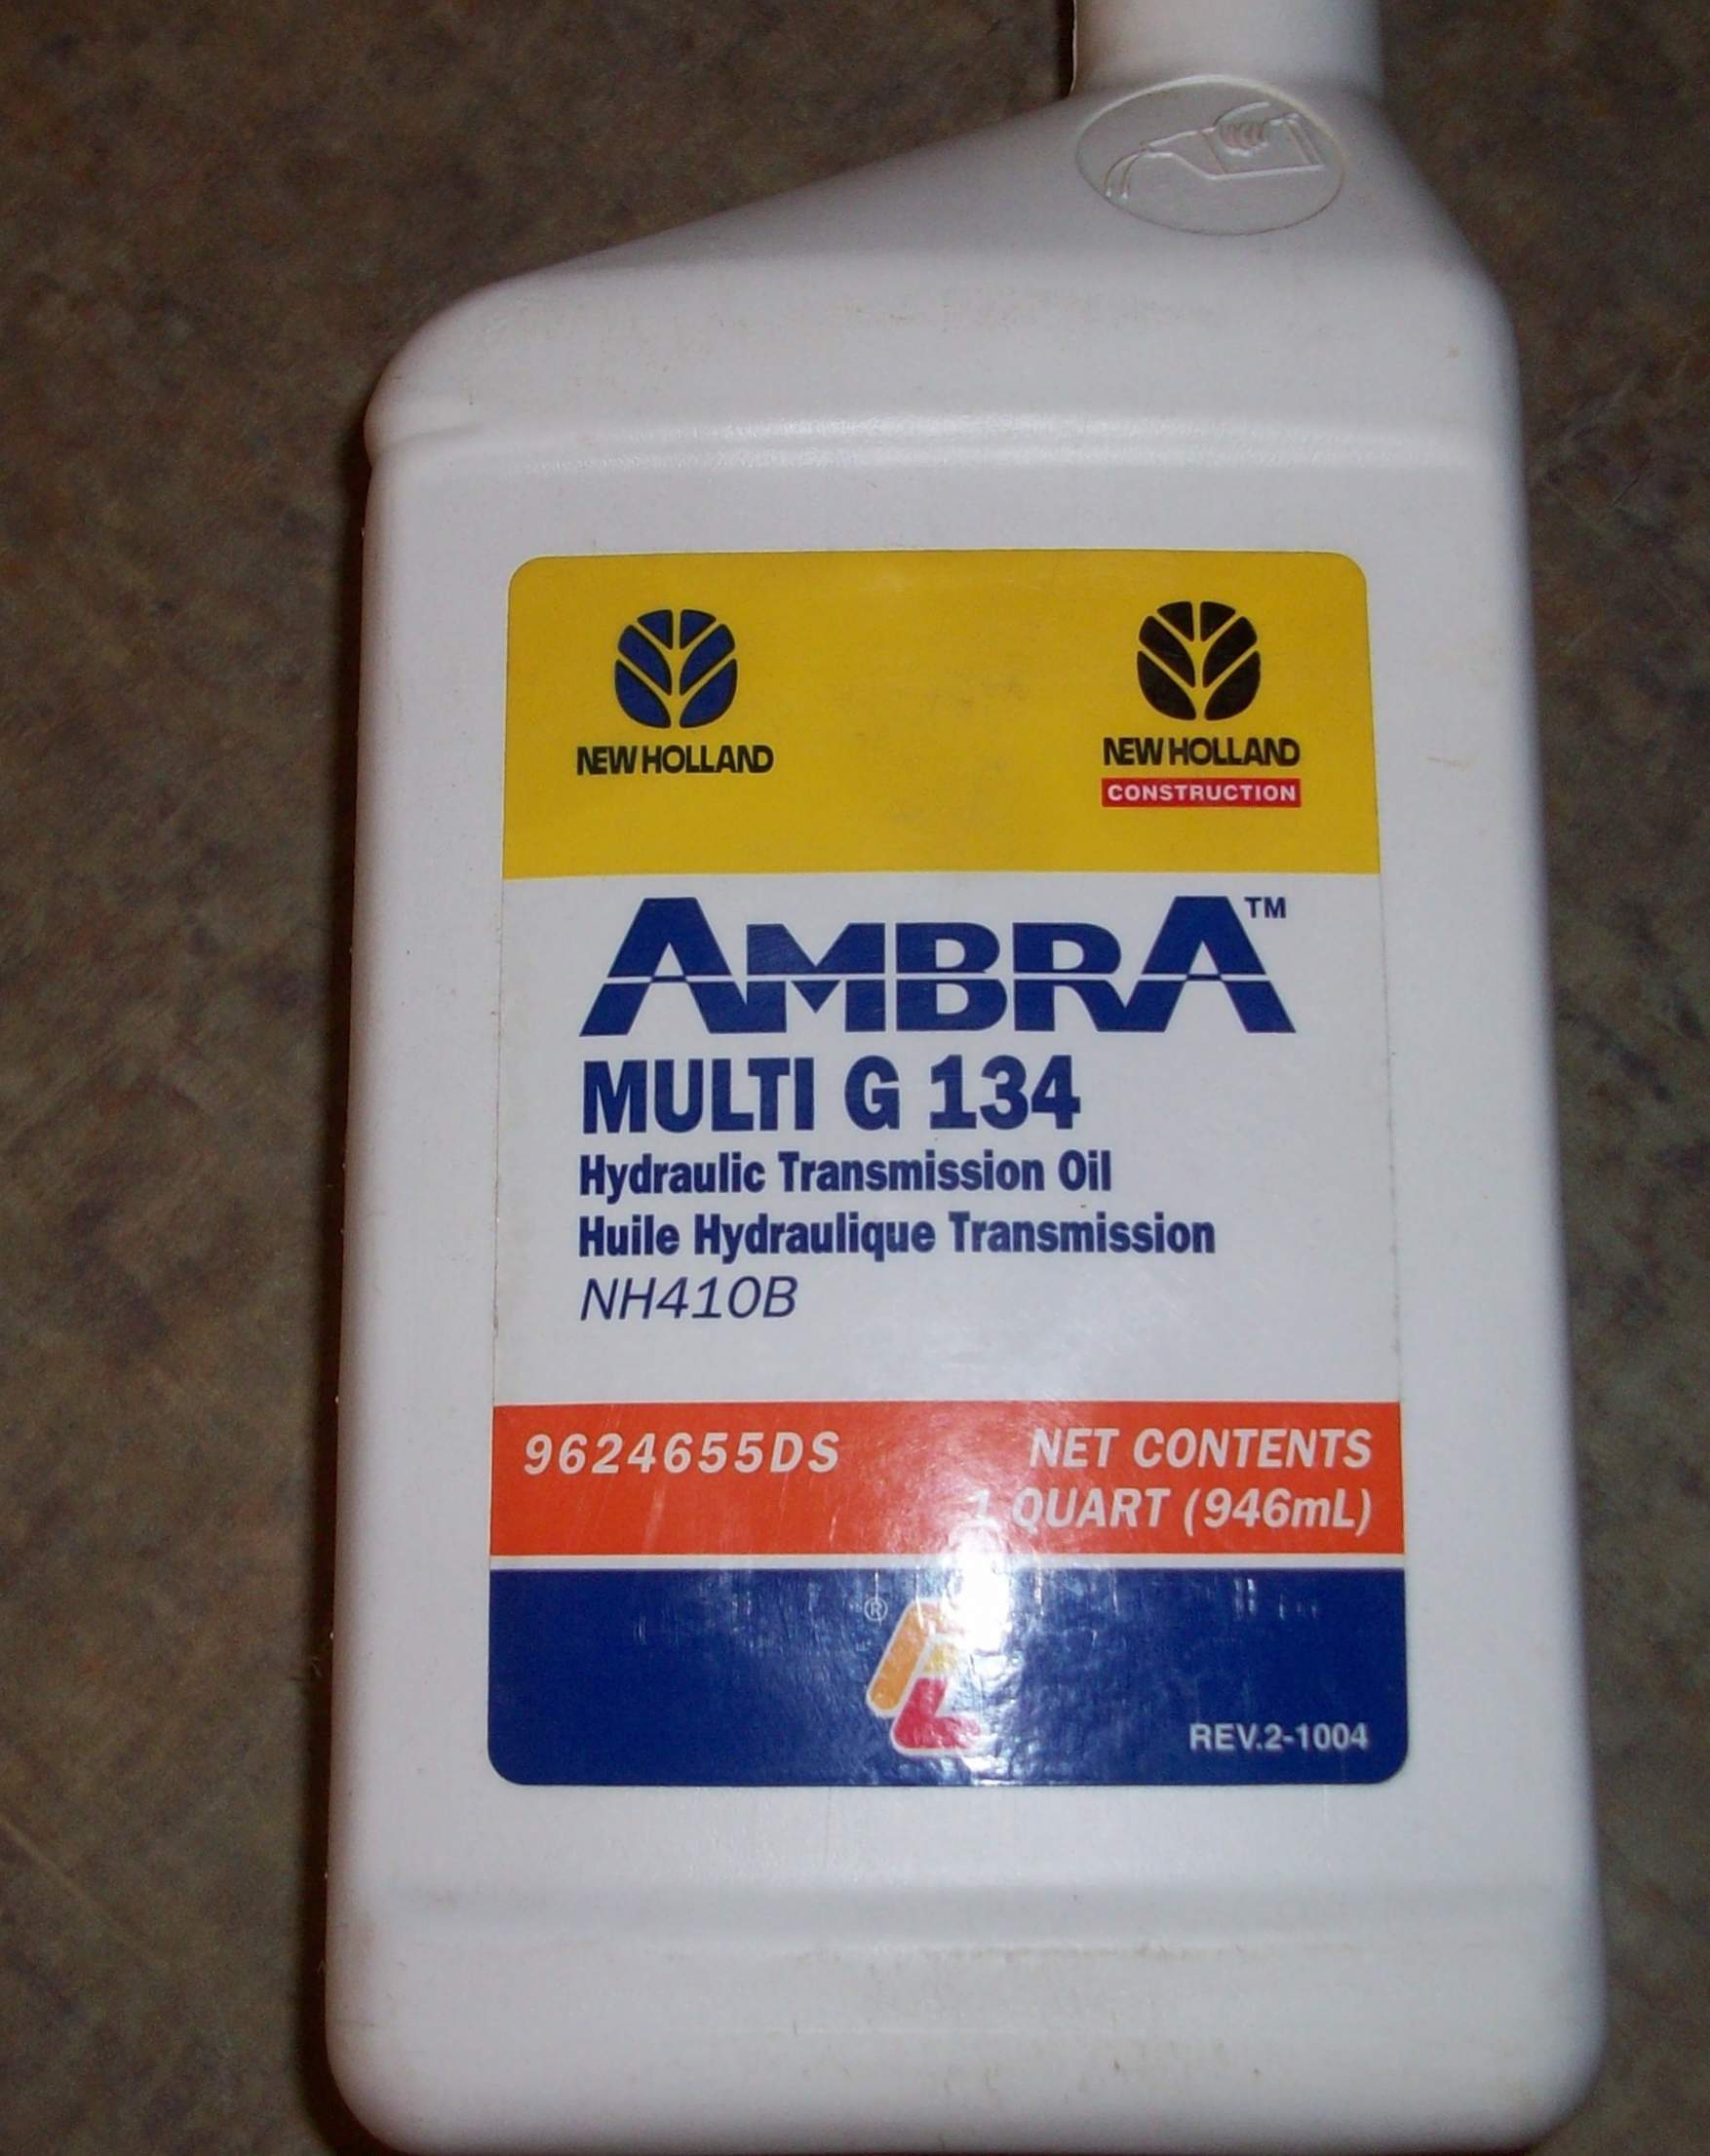 NEW HOLLAND
NEW HOLLAND
CONSTRUCTION
AMBRA™
MULTI G 134
Hydraulic Transmission Oil
Huile Hydraulique Transmission
NH410B
9624655DS
NET CONTENTS
1 QUART (946mL)
®
REV.2-1004